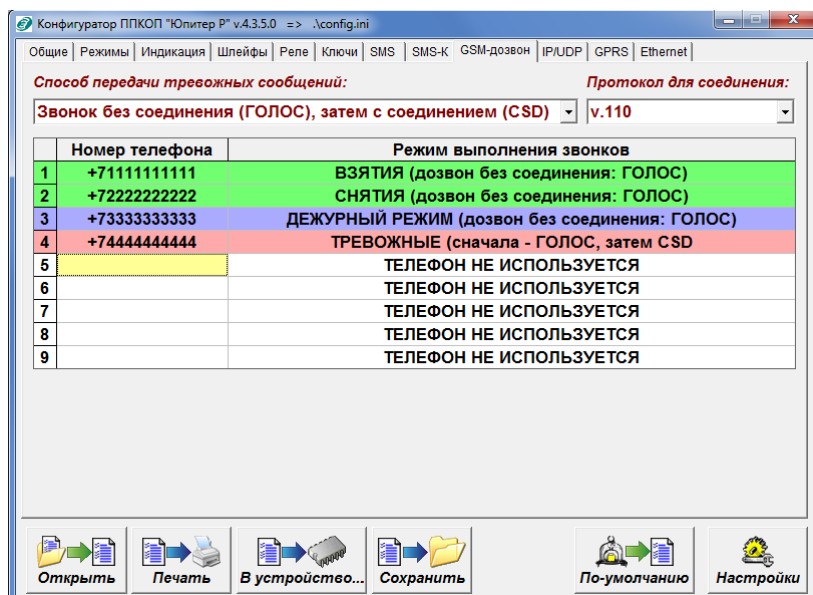 Конфигуратор ППКОП "Юпитер Р" v.4.3.5.0 => .\config.ini
Общие Режимы Индикация Шлейфы Реле Ключи SMS SMS-К GSM-дозвон IP/UDP GPRS Ethernet
Способ передачи тревожных сообщений: Протокол для соединения:
Звонок без соединения (ГОЛОС), затем с соединением (CSD) v.110
Номер телефона Режим выполнения звонков
1 +71111111111 ВЗЯТИЯ (дозвон без соединения: ГОЛОС)
2 +72222222222 СНЯТИЯ (дозвон без соединения: ГОЛОС)
3 +73333333333 ДЕЖУРНЫЙ РЕЖИМ (дозвон без соединения: ГОЛОС)
4 +74444444444 ТРЕВОЖНЫЕ (сначала - ГОЛОС, затем CSD
5 ТЕЛЕФОН НЕ ИСПОЛЬЗУЕТСЯ
6 ТЕЛЕФОН НЕ ИСПОЛЬЗУЕТСЯ
7 ТЕЛЕФОН НЕ ИСПОЛЬЗУЕТСЯ
8 ТЕЛЕФОН НЕ ИСПОЛЬЗУЕТСЯ
9 ТЕЛЕФОН НЕ ИСПОЛЬЗУЕТСЯ
Открыть Печать В устройство... Сохранить По-умолчанию Настройки